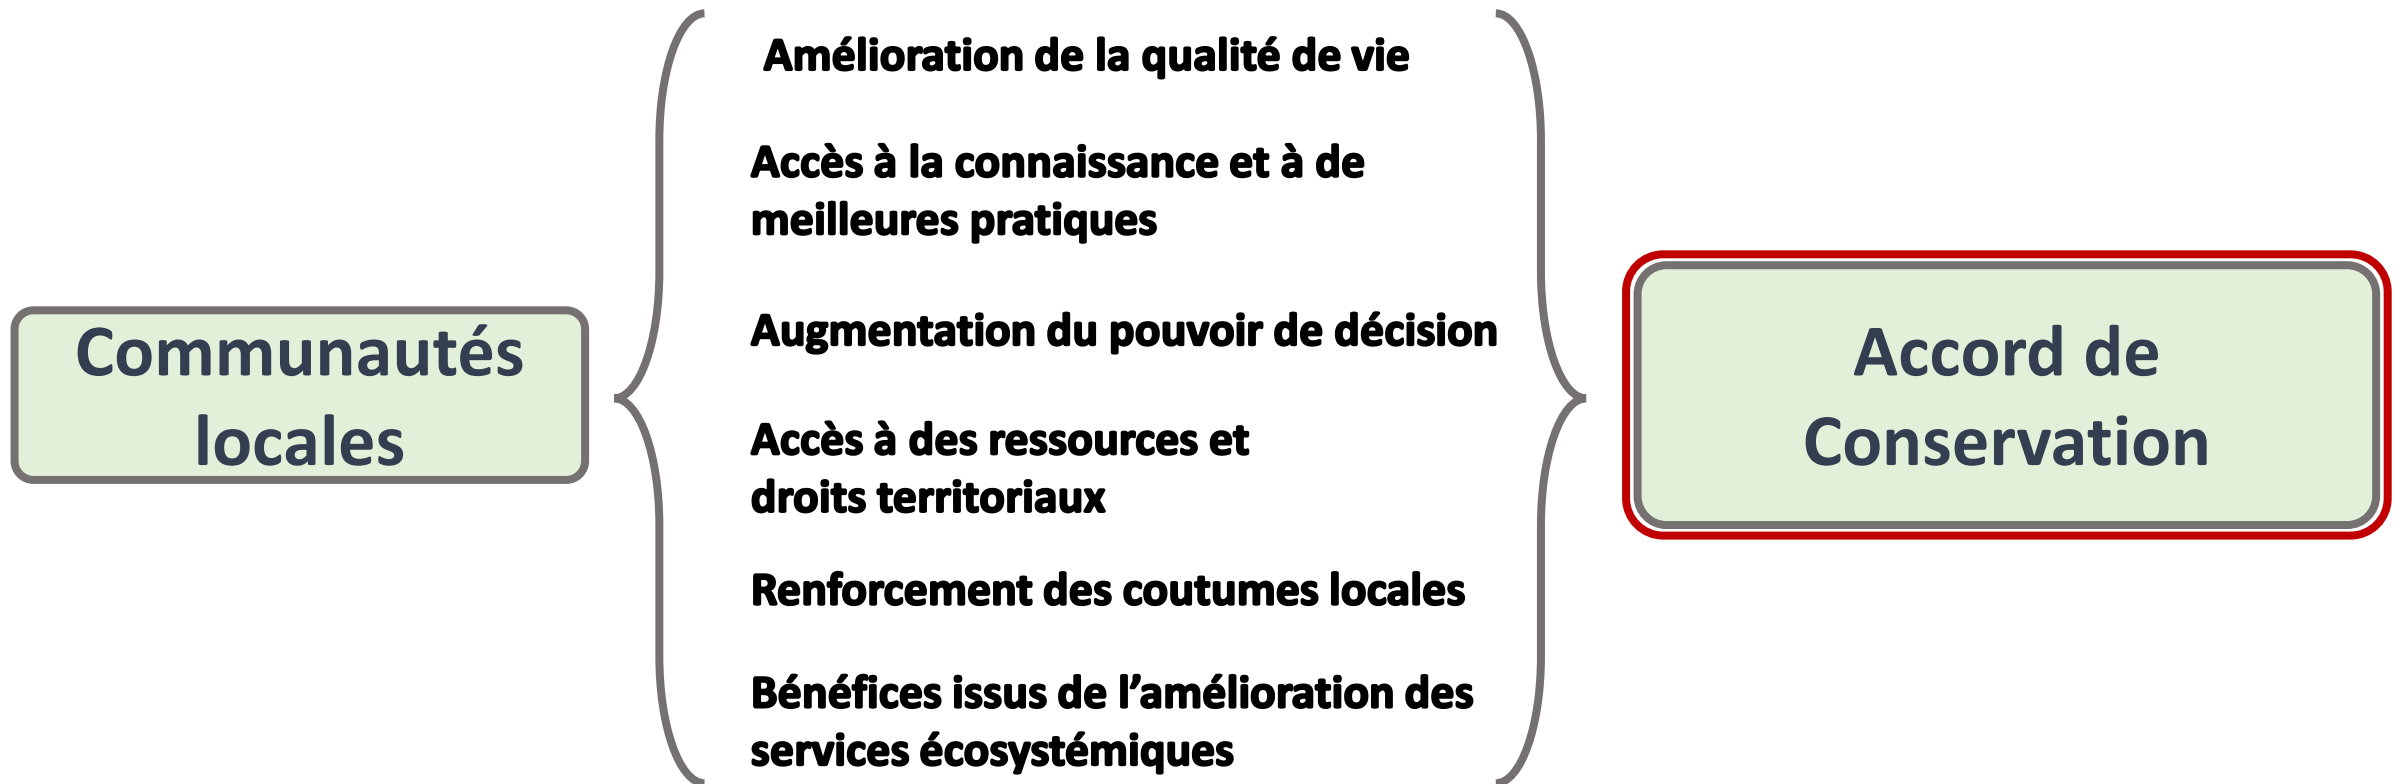 Communautés
locales
Amélioration de la qualité de vie
Accès à la connaissance et à de
meilleures pratiques
Augmentation du pouvoir de décision
Accès à des ressources et
droits territoriaux
Renforcement des coutumes locales
Bénéfices issus de l’amélioration des
services écosystémiques
Accord de
Conservation